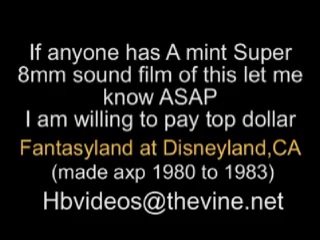 If anyone has A mint Super
8mm sound film of this let me
know ASAP
I am willing to pay top dollar
Fantasyland at Disneyland,CA
(made axp 1980 to 1983)
Hbvideos@thevine.net